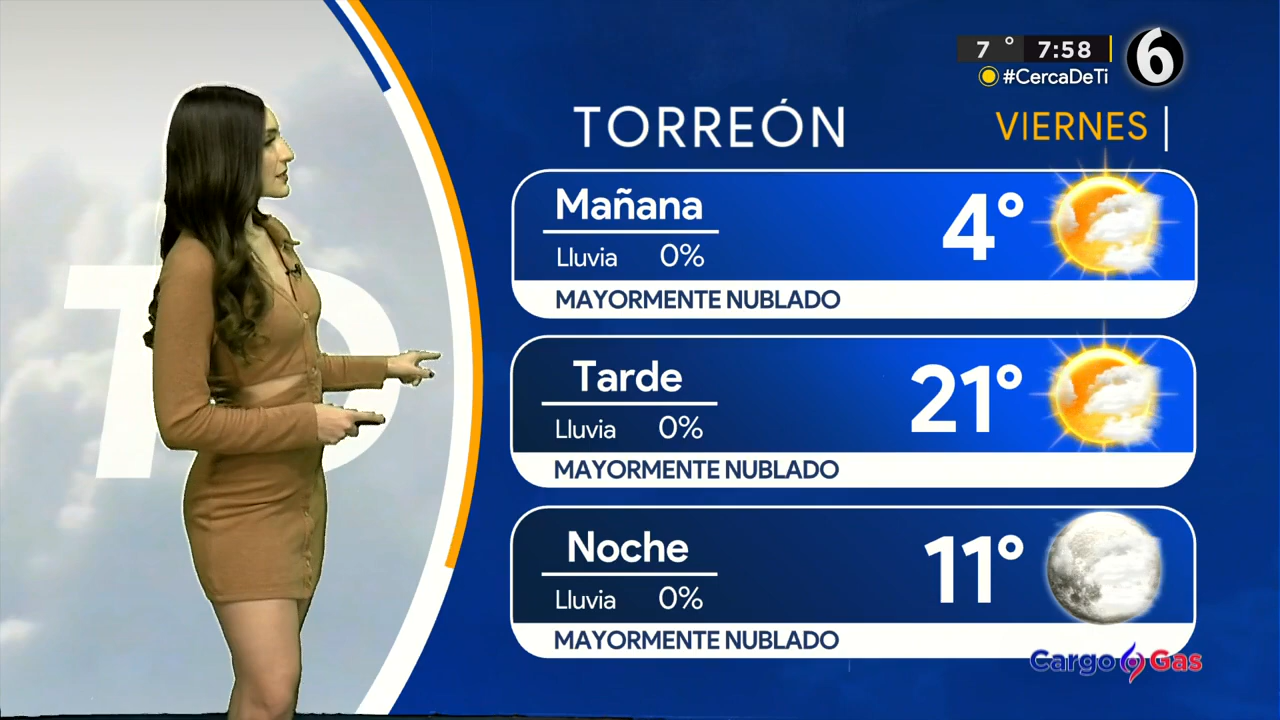 7 ° 7:58
6
#CercaDeTi
TORREÓN
VIERNES |
Mañana
4°
Lluvia 0%
MAYORMENTE NUBLADO
Tarde
21°
Lluvia 0%
MAYORMENTE NUBLADO
Noche
11°
Lluvia 0%
MAYORMENTE NUBLADO
Cargo Gas